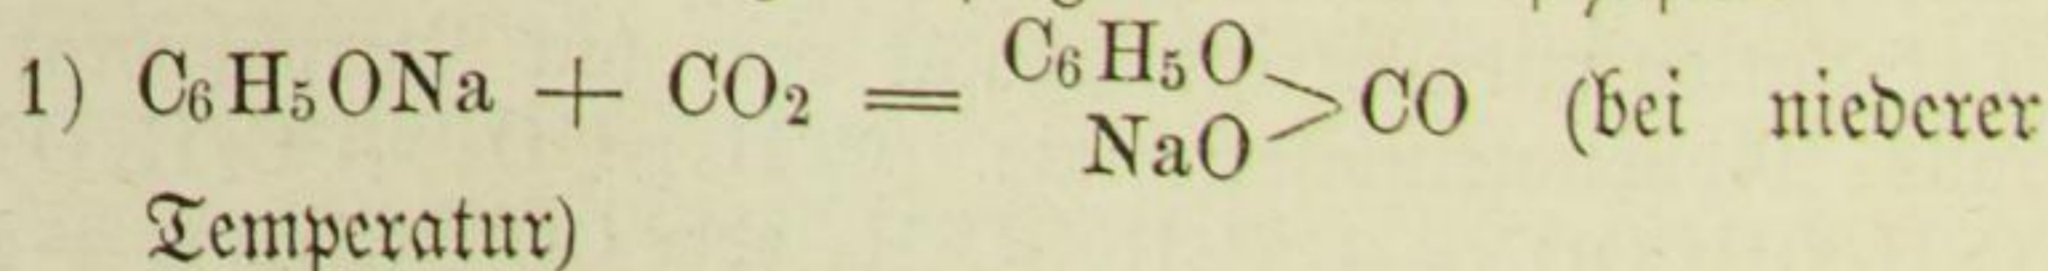 C₆H₅O
1) C₆H₅ONa + CO₂ = >CO (bei niederer
NaO
Temperatur)